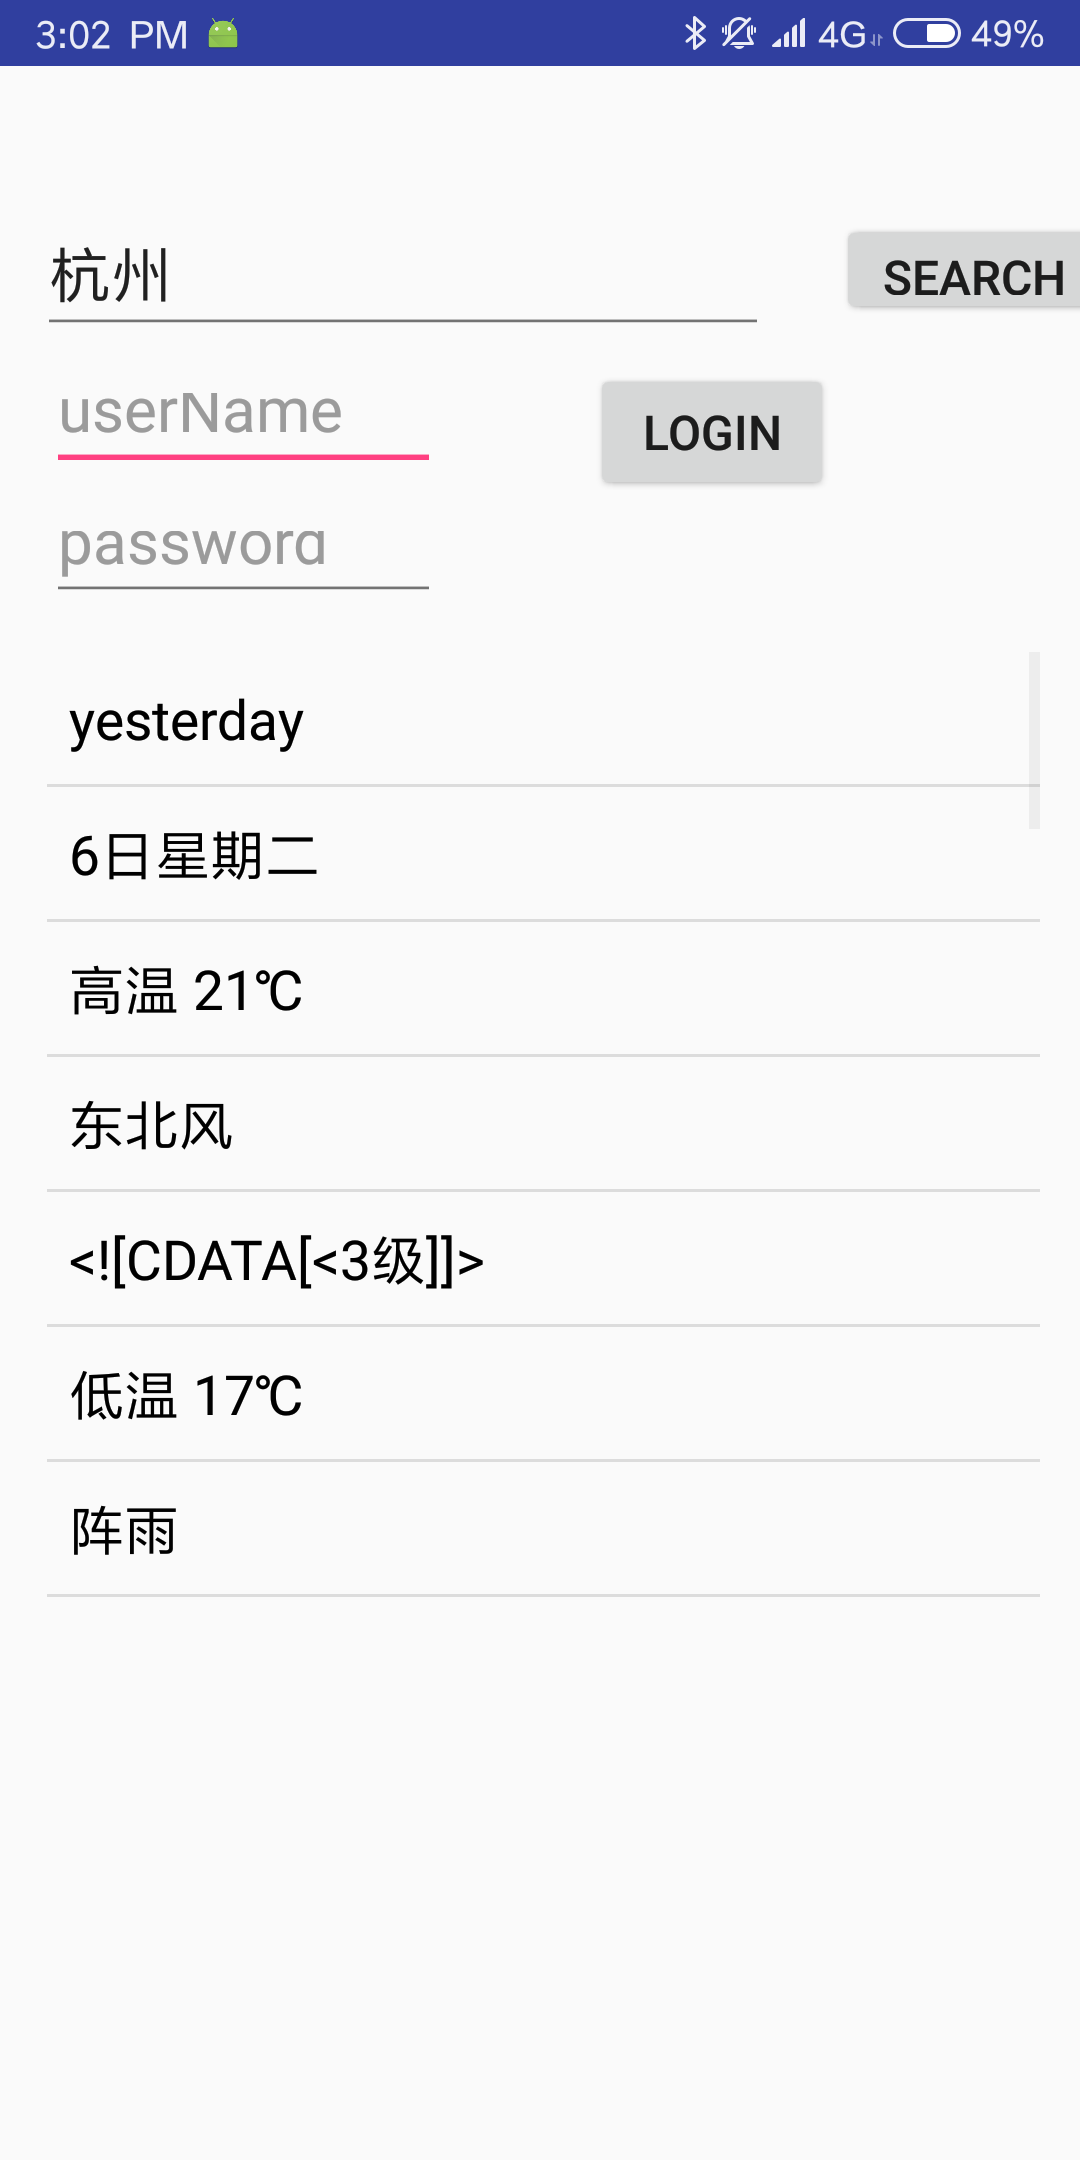 3:02 PM 4G 49%
杭州 SEARCH
userName LOGIN
password
yesterday
6日星期二
高温 21℃
东北风
<![CDATA[<3级]]>
低温 17℃
阵雨